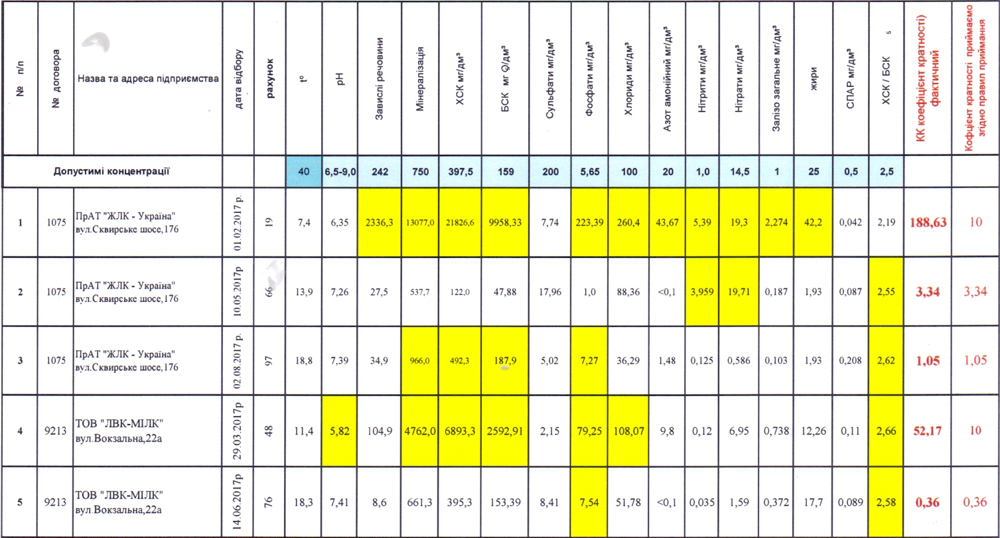 № п/п
№ договора
Назва та адреса підприємства
дата відбору
рахунок
t°
pH
Завислі речовини
Мінералізація
ХСК мг/дм³
БСК мг О/дм³
5
Сульфати мг/дм³
Фосфати мг/дм³
Хлориди мг/дм³
Азот амонійний мг/дм³
Нітрити мг/дм³
Нітрати мг/дм³
Залізо загальне мг/дм³
жири
СПАР мг/дм³
ХСК / БСК
КК коефіцієнт кратності)
фактичний
Кофцієнт кратності приймаємо
згідно правил приймання
Допустимі концентрації 40 6,5-9,0 242 750 397,5 159 200 5,65 100 20 1,0 14,5 1 25 0,5 2,5
1 1075 ПрАТ "ЖЛК - Україна"
вул.Сквирське шосе,176
01.02.2017 р. 19 7,4 6,35 2336,3 13077,0 21826,6 9958,33 7,74 223,39 260,4 43,67 5,39 19,3 2,274 42,2 0,042 2,19 188,63 10
2 1075 ПрАТ "ЖЛК - Україна"
вул.Сквирське шосе,176
10.05.2017р 66 13,9 7,26 27,5 537,7 122,0 47,88 17,96 1,0 88,36 <0,1 3,959 19,71 0,187 1,93 0,087 2,55 3,34 3,34
3 1075 ПрАТ "ЖЛК - Україна"
вул.Сквирське шосе,176
02.08.2017 р. 97 18,8 7,39 34,9 966,0 492,3 187,9 5,02 7,27 36,29 1,48 0,125 0,586 0,103 1,93 0,208 2,62 1,05 1,05
4 9213 ТОВ "ЛВК-МІЛК"
вул.Вокзальна,22а
29.03.2017р 48 11,4 5,82 104,9 4762,0 6893,3 2592,91 2,15 79,25 108,07 9,8 0,12 6,95 0,738 12,26 0,11 2,66 52,17 10
5 9213 ТОВ "ЛВК-МІЛК"
вул.Вокзальна,22а
14.06.2017р 76 18,3 7,41 8,6 661,3 395,3 153,39 8,41 7,54 51,78 <0,1 0,035 1,59 0,372 17,7 0,089 2,58 0,36 0,36